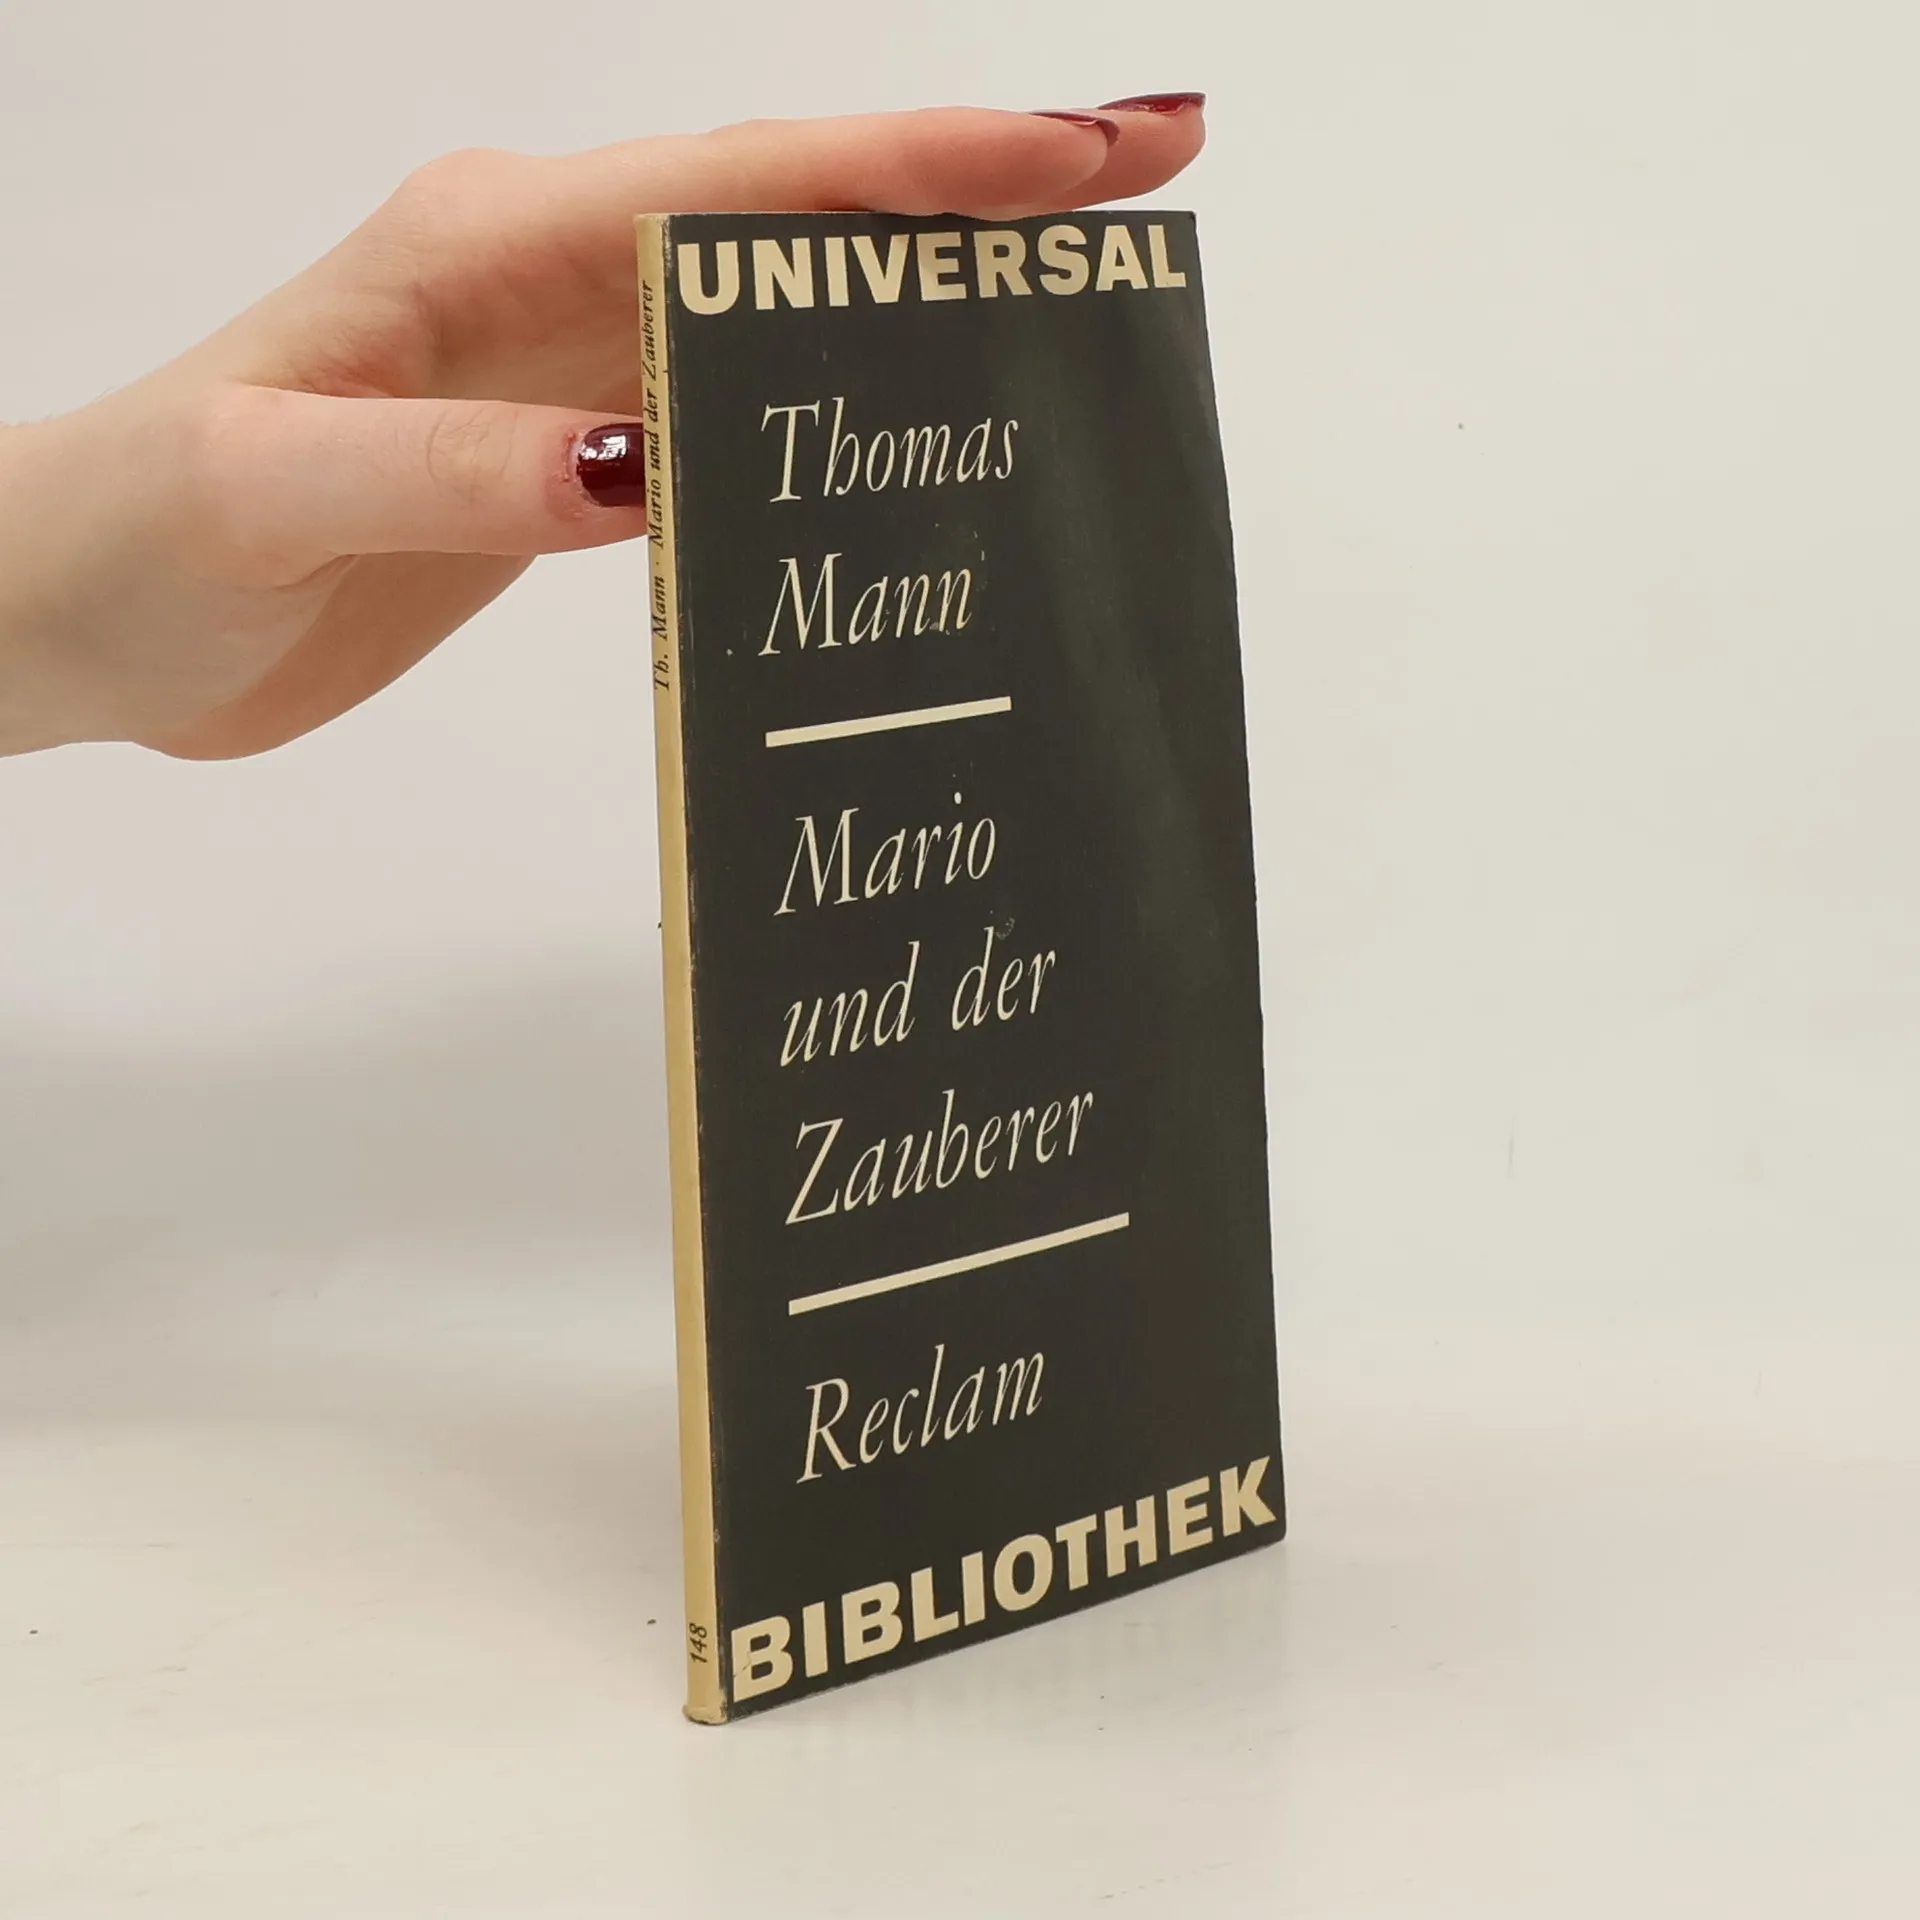 UNIVERSAL
Thomas
Mann
Mario
und der
Zauberer
Reclam
BIBLIOTHEK
Th. Mann · Mario und der Zauberer
148